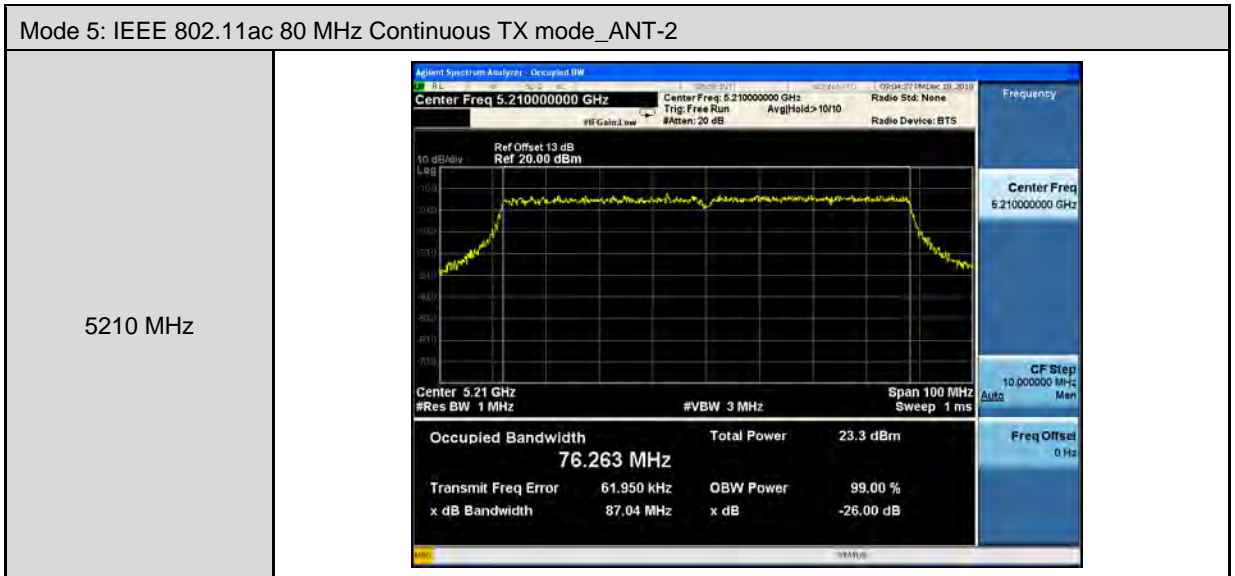 Mode 5: IEEE 802.11ac 80 MHz Continuous TX mode_ANT-2
5210 MHz
Agilent Spectrum Analyzer - Occupied BW
RL
Center Freq 5.210000000 GHz
#IFGain:Low
Center Freq: 5.210000000 GHz
Trig: Free Run
Avg|Hold:>10/10
#Atten: 20 dB
Radio Std: None
Radio Device: BTS
Frequency
Ref Offset 13 dB
10 dB/div
Ref 20.00 dBm
Log
Center Freq
5.210000000 GHz
Center 5.21 GHz
Span 100 MHz
#Res BW 1 MHz
#VBW 3 MHz
Sweep 1 ms
CF Step
10.000000 MHz
Auto
Man
Occupied Bandwidth
76.263 MHz
Total Power
23.3 dBm
Transmit Freq Error
61.950 kHz
OBW Power
99.00 %
x dB Bandwidth
87.04 MHz
x dB
-26.00 dB
Freq Offset
0 Hz
MSG
STATUS